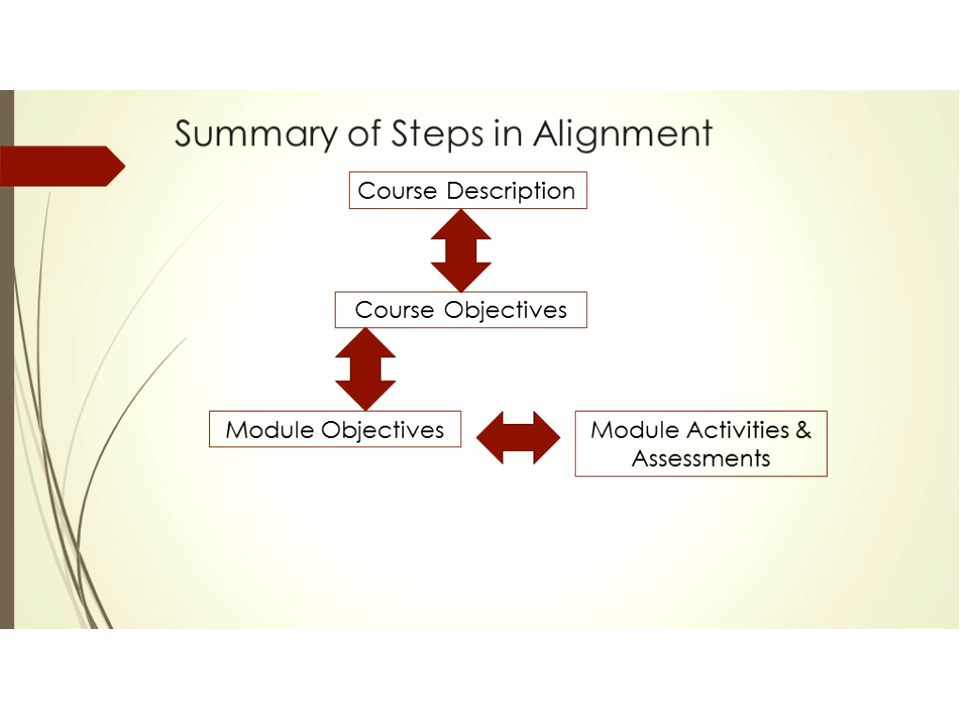 Summary of Steps in Alignment
Course Description
Course Objectives
Module Objectives
Module Activities &
Assessments